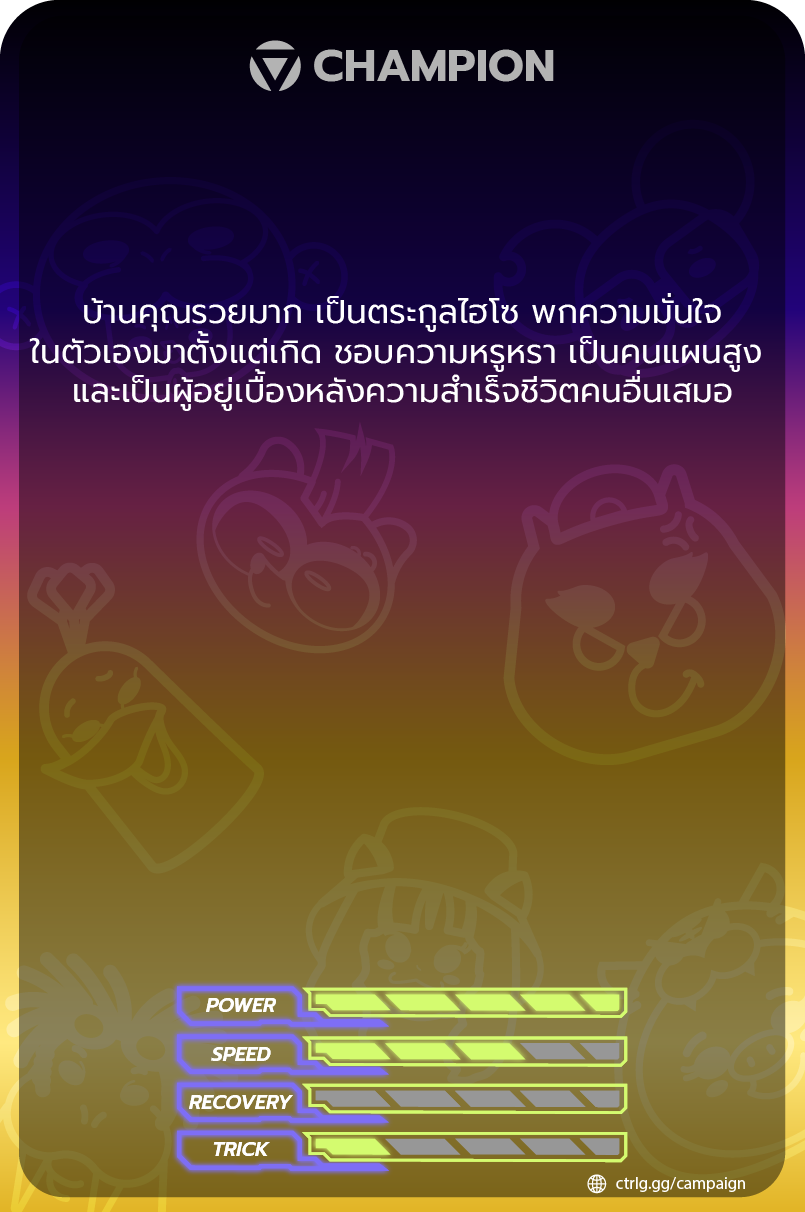 CHAMPION
บ้านคุณรวยมาก เป็นตระกูลไฮโซ พกความมั่นใจ
ในตัวเองมาตั้งแต่เกิด ชอบความหรูหรา เป็นคนแผนสูง
และเป็นผู้อยู่เบื้องหลังความสำเร็จชีวิตคนอื่นเสมอ
POWER
SPEED
RECOVERY
TRICK
ctrlg.gg/campaign